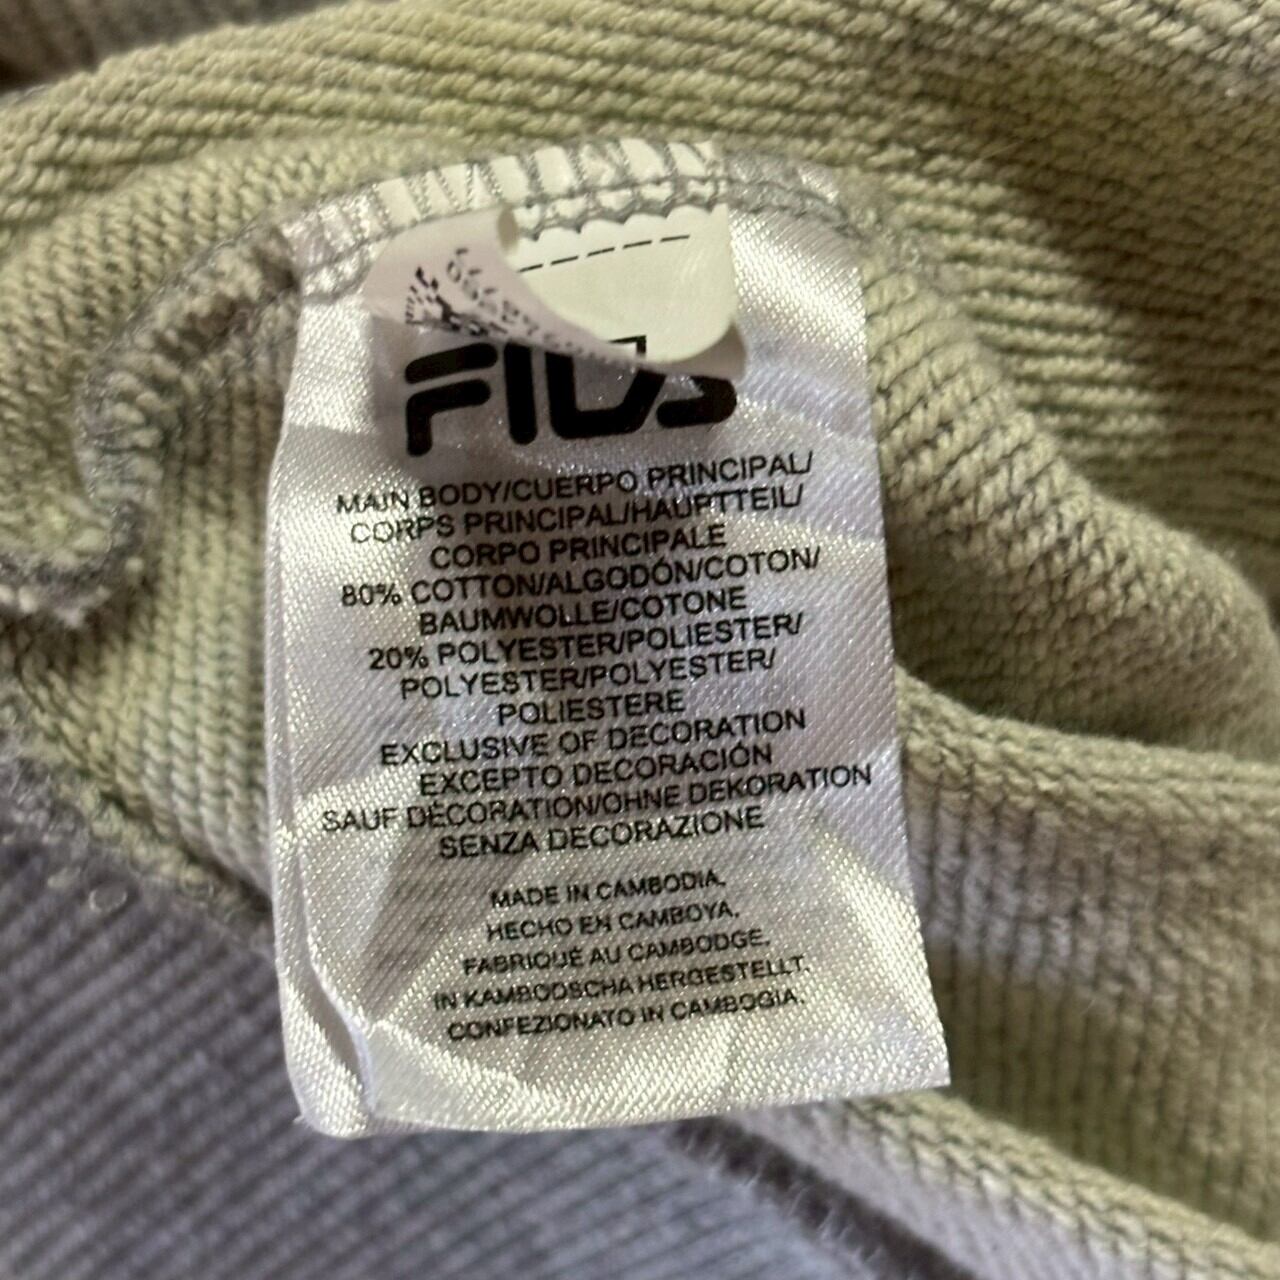 FILA
MAIN BODY/CUERPO PRINCIPAL/
CORPS PRINCIPAL/HAUPTTEIL/
CORPO PRINCIPALE
80% COTTON/ALGODÓN/COTON/
BAUMWOLLE/COTONE
20% POLYESTER/POLIESTER/
POLYESTER/POLYESTER/
POLIESTERE
EXCLUSIVE OF DECORATION
EXCEPTO DECORACIÓN
SAUF DÉCORATION/OHNE DEKORATION
SENZA DECORAZIONE
MADE IN CAMBODIA.
HECHO EN CAMBOYA.
FABRIQUÉ AU CAMBODGE.
IN KAMBODSCHA HERGESTELLT.
CONFEZIONATO IN CAMBOGIA.